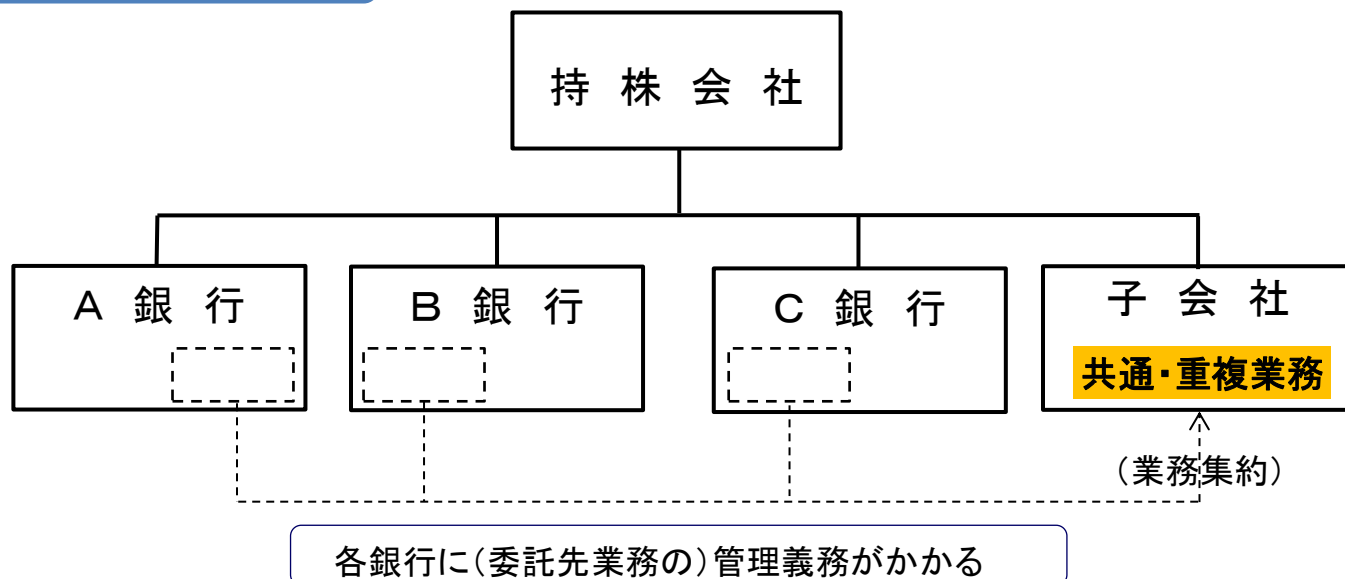 持 株 会 社
A 銀 行
B 銀 行
C 銀 行
子 会 社
共通・重複業務
（業務集約）
各銀行に（委託先業務の）管理義務がかかる